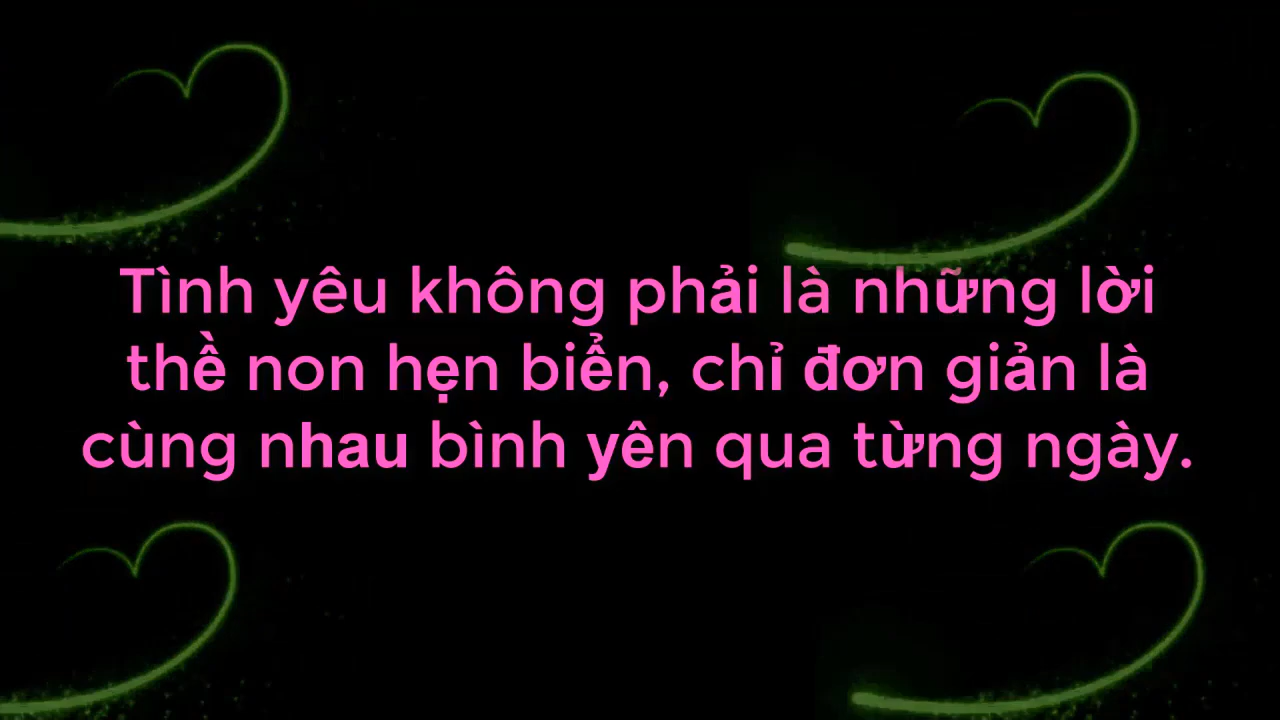 Tình yêu không phải là những lời
thề non hẹn biển, chỉ đơn giản là
cùng nhau bình yên qua từng ngày.